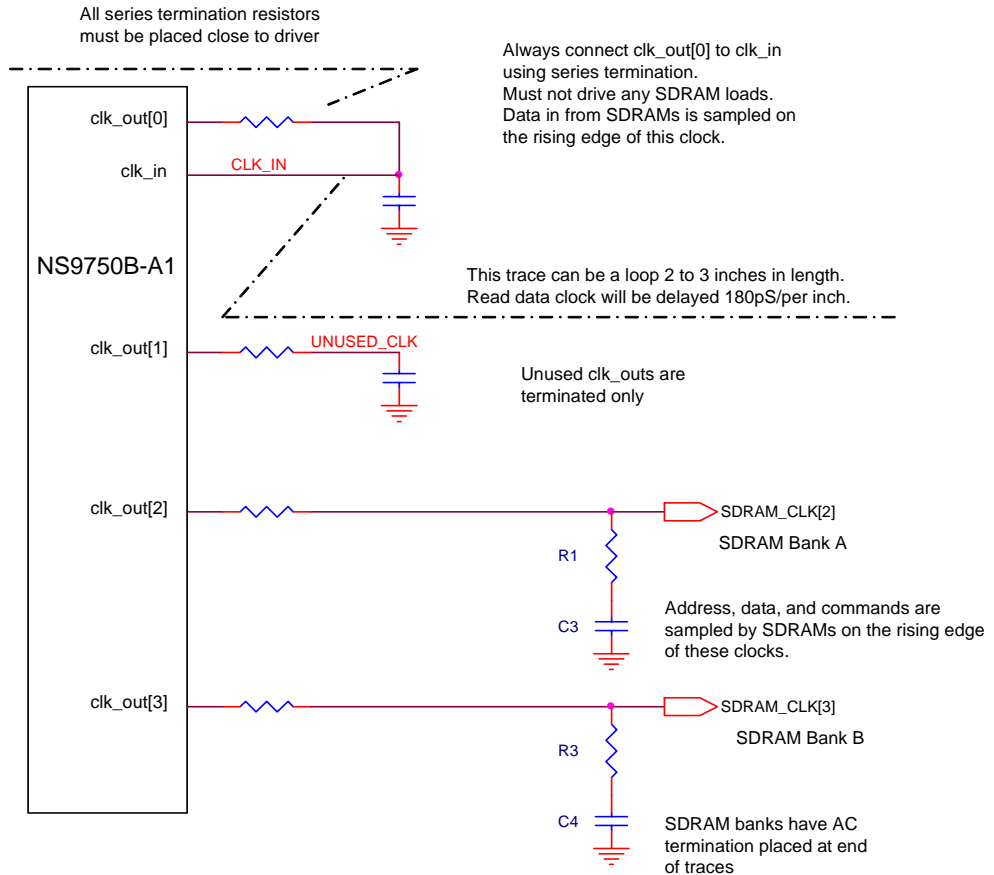 All series termination resistors
must be placed close to driver
Always connect clk_out[0] to clk_in
using series termination.
Must not drive any SDRAM loads.
Data in from SDRAMs is sampled on
the rising edge of this clock.
clk_out[0]
clk_in
CLK_IN
NS9750B-A1
This trace can be a loop 2 to 3 inches in length.
Read data clock will be delayed 180pS/per inch.
clk_out[1]
UNUSED_CLK
Unused clk_outs are
terminated only
clk_out[2]
SDRAM_CLK[2]
SDRAM Bank A
R1
C3
Address, data, and commands are
sampled by SDRAMs on the rising edge
of these clocks.
clk_out[3]
SDRAM_CLK[3]
SDRAM Bank B
R3
C4
SDRAM banks have AC
termination placed at end
of traces